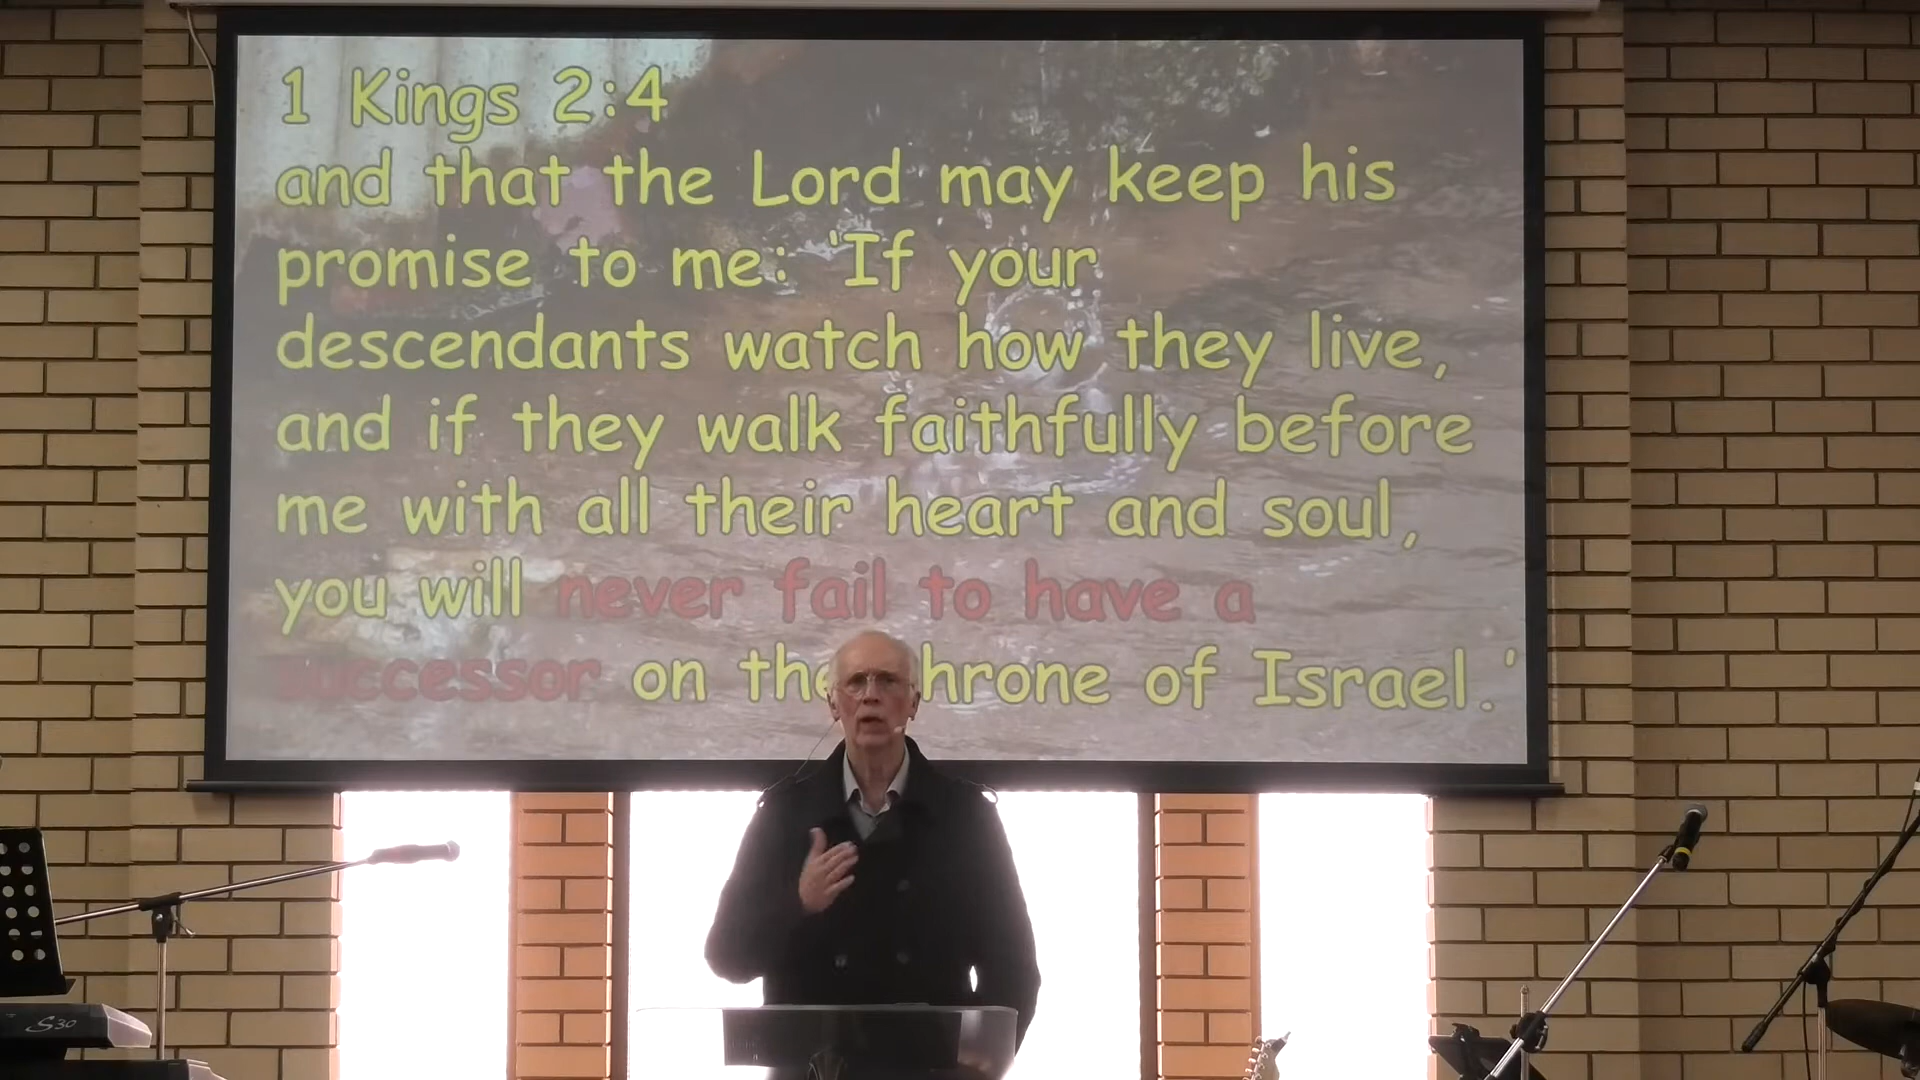 1 Kings 2:4
and that the Lord may keep his
promise to me: 'If your
descendants watch how they live,
and if they walk faithfully before
me with all their heart and soul,
you will never fail to have a
successor on the throne of Israel.'
S30